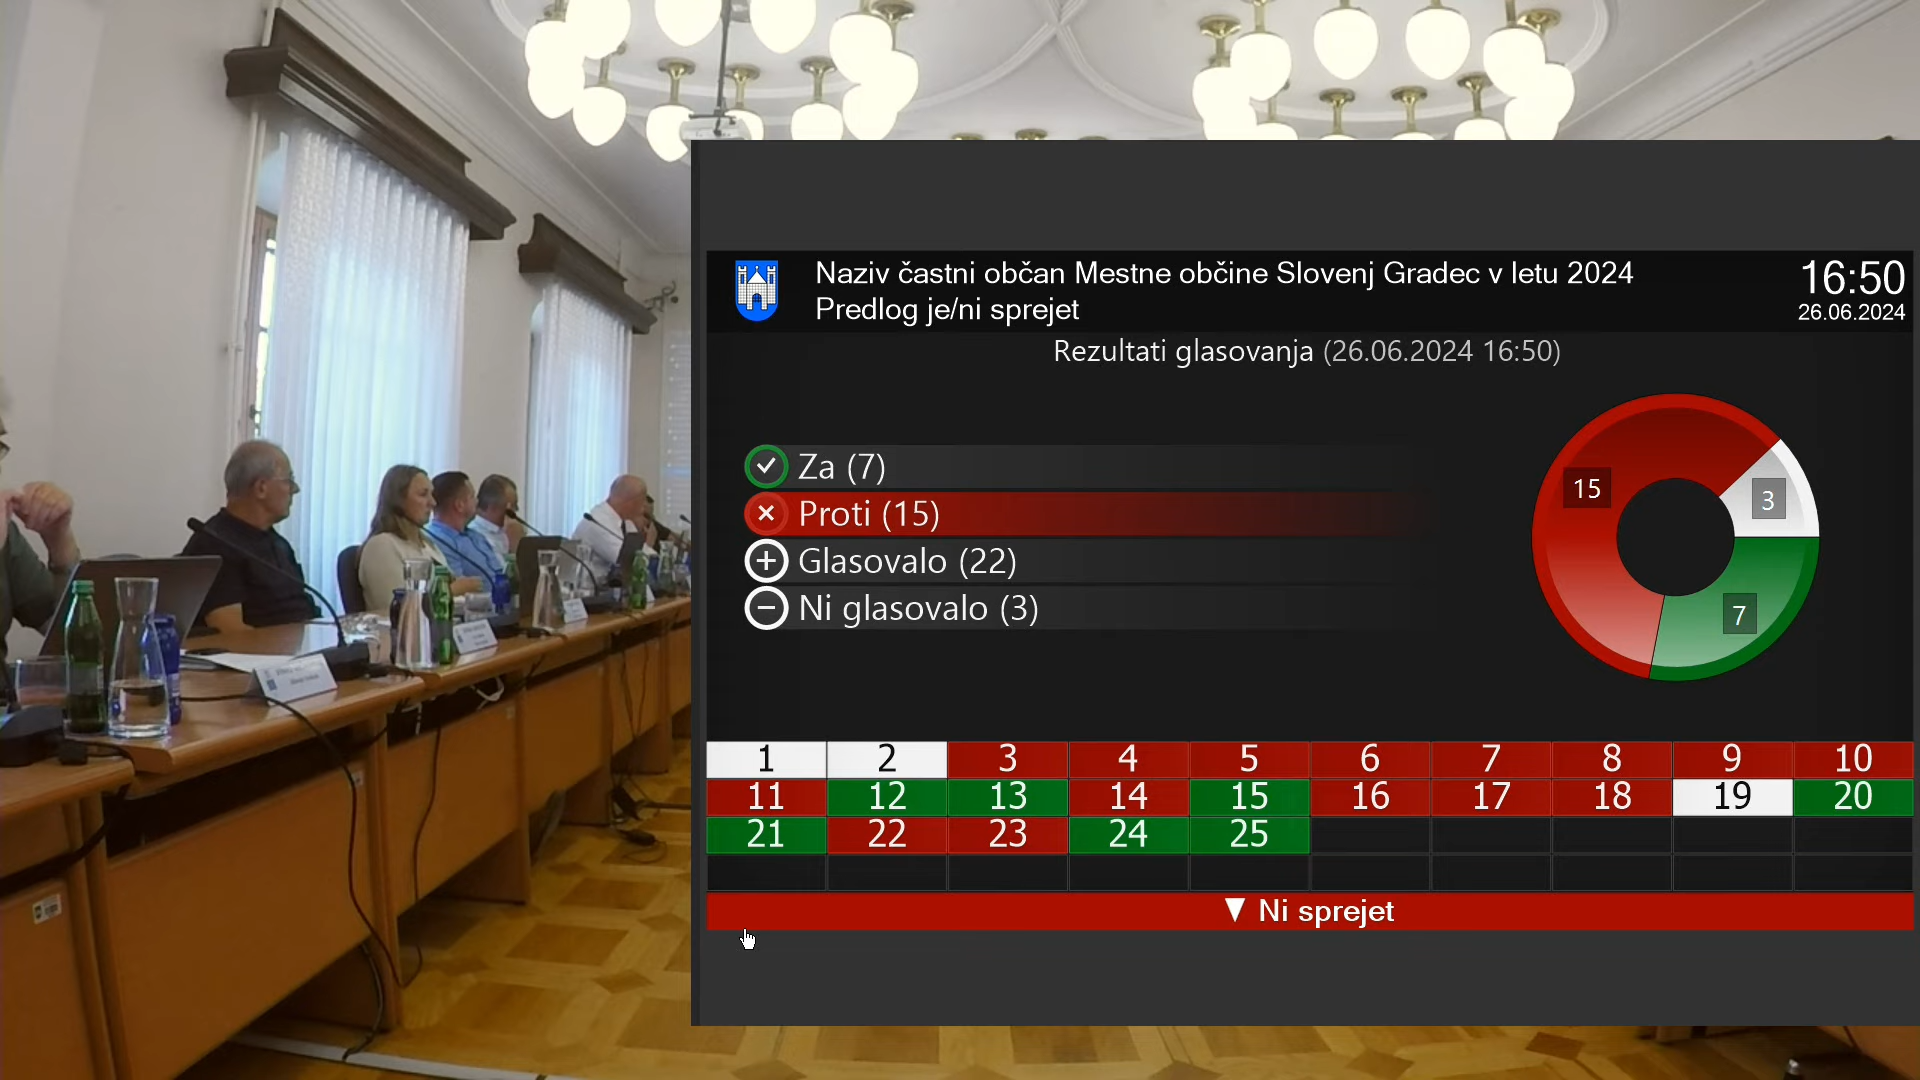 Naziv častni občan Mestne občine Slovenj Gradec v letu 2024
Predlog je/ni sprejet
16:50
26.06.2024
Rezultati glasovanja (26.06.2024 16:50)
Za (7)
Proti (15)
Glasovalo (22)
Ni glasovalo (3)
15
3
7
1 2 3 4 5 6 7 8 9 10
11 12 13 14 15 16 17 18 19 20
21 22 23 24 25
▼ Ni sprejet